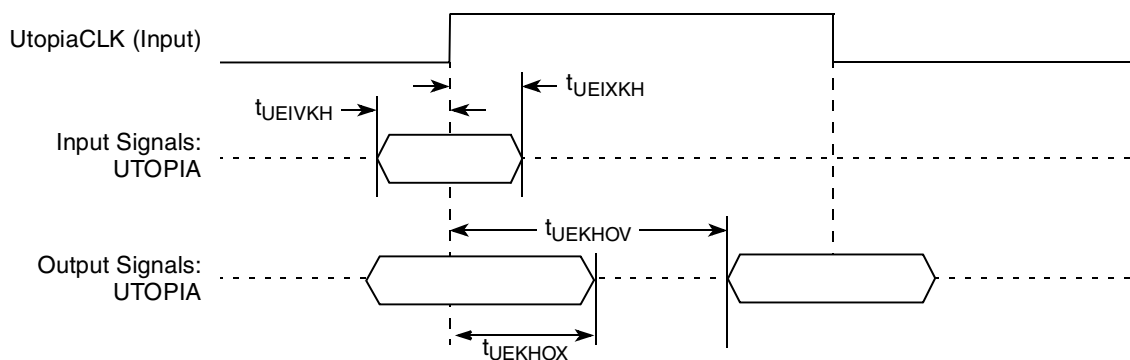 UtopiaCLK (Input)
tUEIXKH
tUEIVKH
Input Signals:
UTOPIA
tUEKHOV
Output Signals:
UTOPIA
tUEKHOX